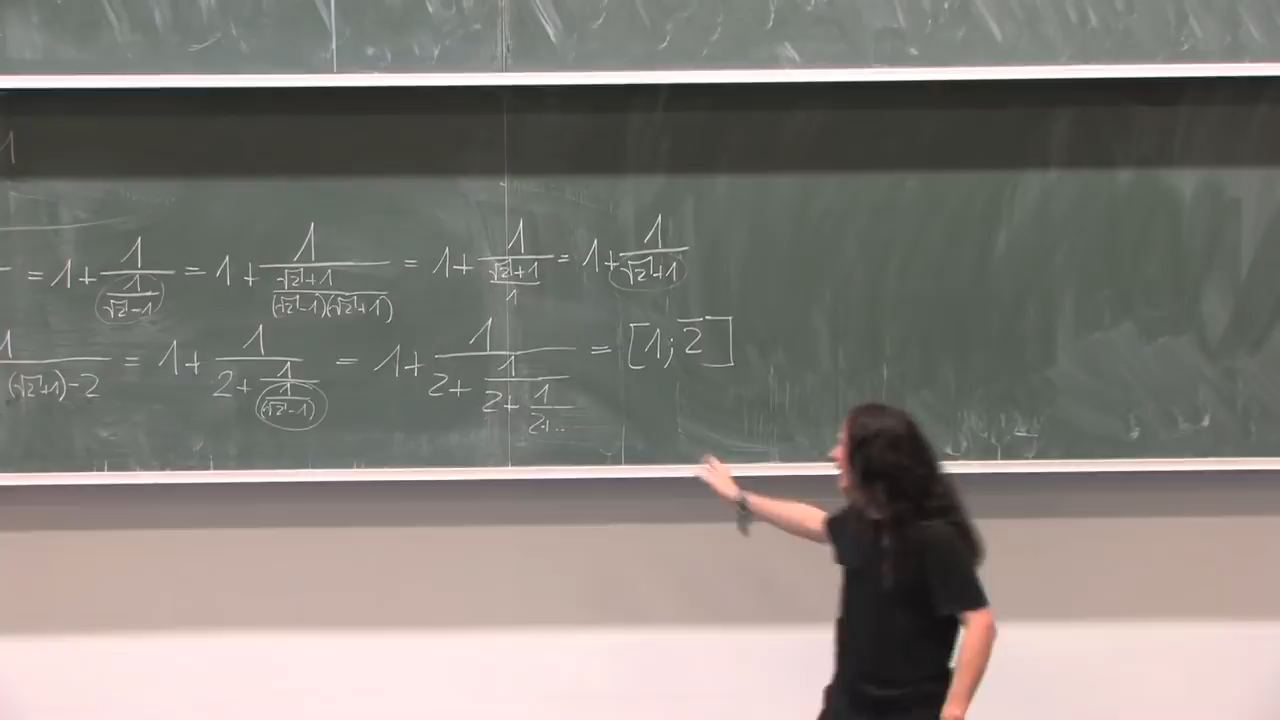 1
= 1 + 1/(1/(√2-1)) = 1 + 1/((√2+1)/((√2-1)(√2+1))) = 1 + 1/((√2+1)/1) = 1 + 1/(√2+1)
1/((√2+1)-2) = 1 + 1/(2 + 1/(1/(√2-1))) = 1 + 1/(2 + 1/(2 + 1/(2+...))) = [1; 2̅]